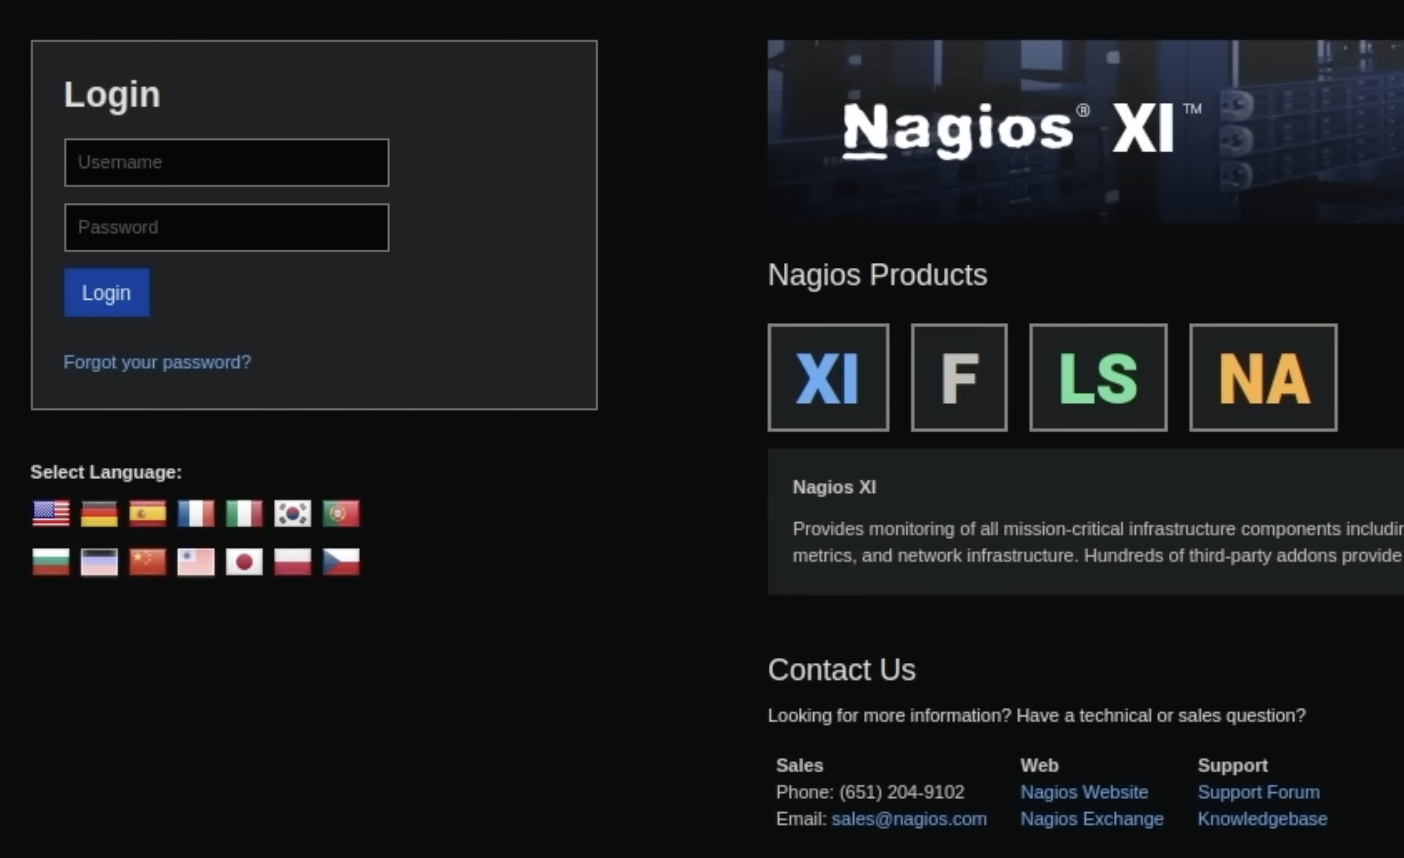 Login
Username
Password
Login
Forgot your password?
Select Language:
Nagios® XI™
Nagios Products
XI
F
LS
NA
Nagios XI
Provides monitoring of all mission-critical infrastructure components
metrics, and network infrastructure. Hundreds of third-party addons provide
Contact Us
Looking for more information? Have a technical or sales question?
Sales
Phone: (651) 204-9102
Email: sales@nagios.com
Web
Nagios Website
Nagios Exchange
Support
Support Forum
Knowledgebase